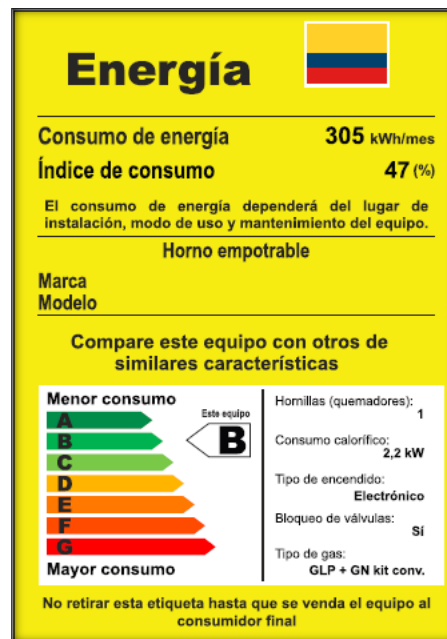 Energía
Consumo de energía 305 kWh/mes
Índice de consumo 47 (%)
El consumo de energía dependerá del lugar de
instalación, modo de uso y mantenimiento del equipo.
Horno empotrable
Marca
Modelo
Compare este equipo con otros de
similares características
Menor consumo
A
B
C
D
E
F
G
Mayor consumo
Este equipo
B
Hornillas (quemadores):
1
Consumo calorífico:
2,2 kW
Tipo de encendido:
Electrónico
Bloqueo de válvulas:
Sí
Tipo de gas:
GLP + GN kit conv.
No retirar esta etiqueta hasta que se venda el equipo al
consumidor final